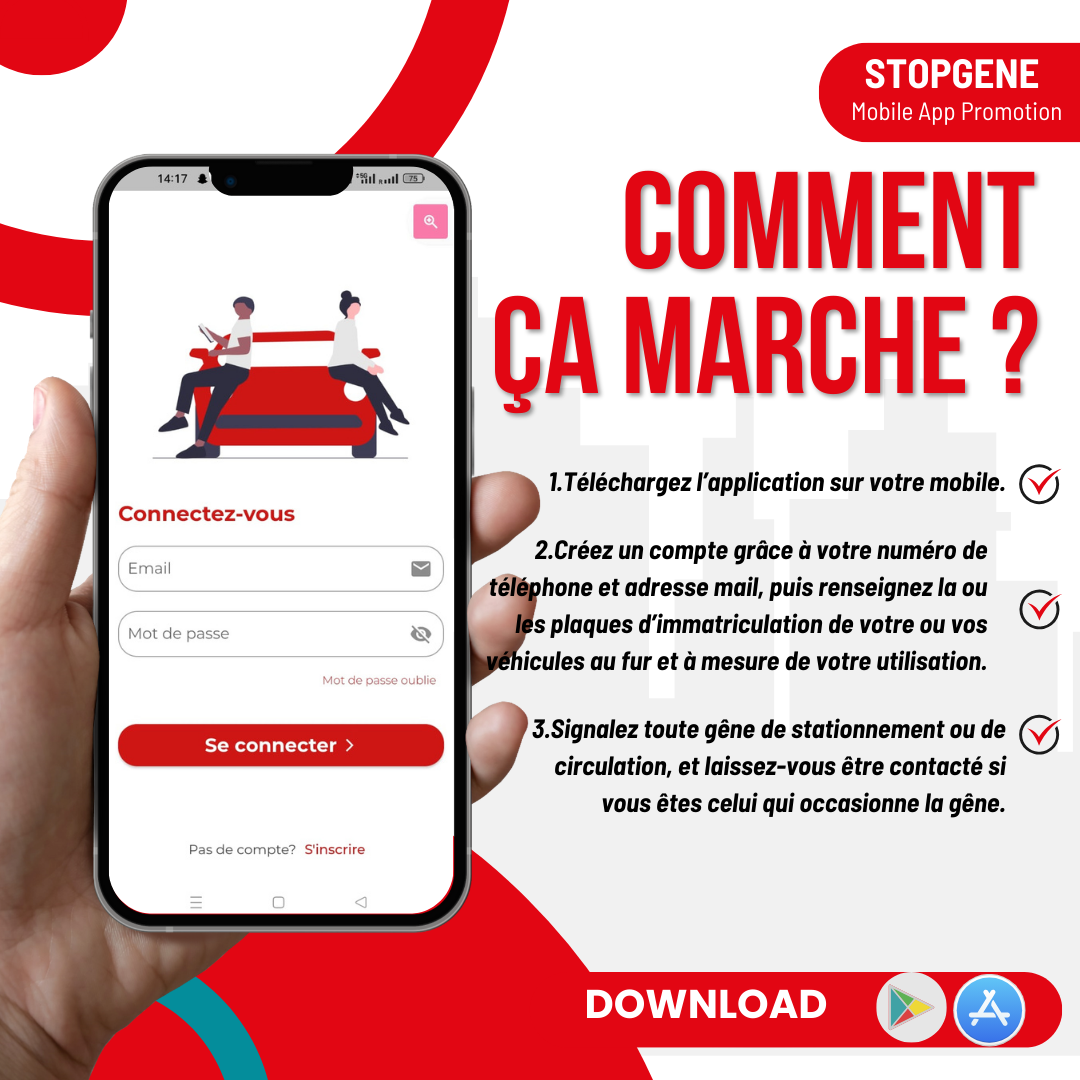 STOPGENE
Mobile App Promotion
COMMENT
ÇA MARCHE ?
14:17
5G
75
Connectez-vous
Email
Mot de passe
Mot de passe oublie
Se connecter
Pas de compte? S'inscrire
1.Téléchargez l’application sur votre mobile.
2.Créez un compte grâce à votre numéro de
téléphone et adresse mail, puis renseignez la ou
les plaques d’immatriculation de votre ou vos
véhicules au fur et à mesure de votre utilisation.
3.Signalez toute gêne de stationnement ou de
circulation, et laissez-vous être contacté si
vous êtes celui qui occasionne la gêne.
DOWNLOAD